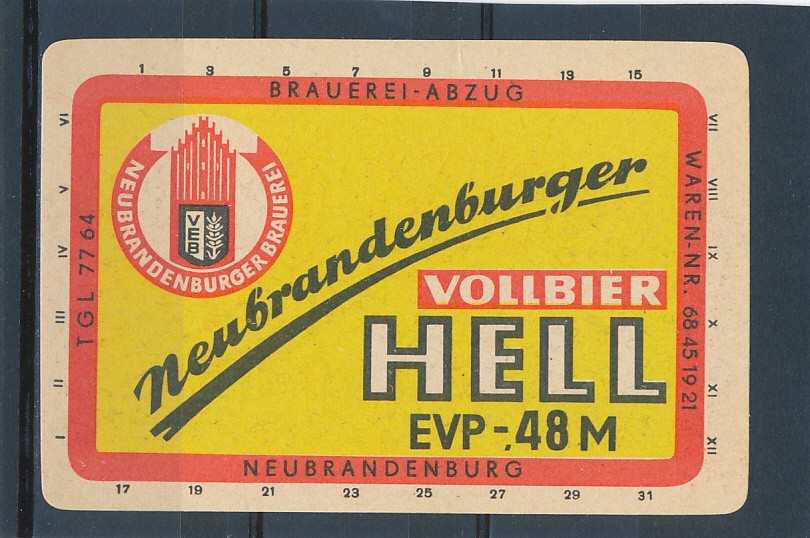 1 3 5 7 9 11 13 15
BRAUEREI-ABZUG
VI V IV III II I
TGL 7764
NEUBRANDENBURGER BRAUEREI
VEB
Neubrandenburger
VOLLBIER
HELL
EVP -,48 M
WAREN-NR. 68 45 19 21
VII VIII IX X XI XII
NEUBRANDENBURG
17 19 21 23 25 27 29 31